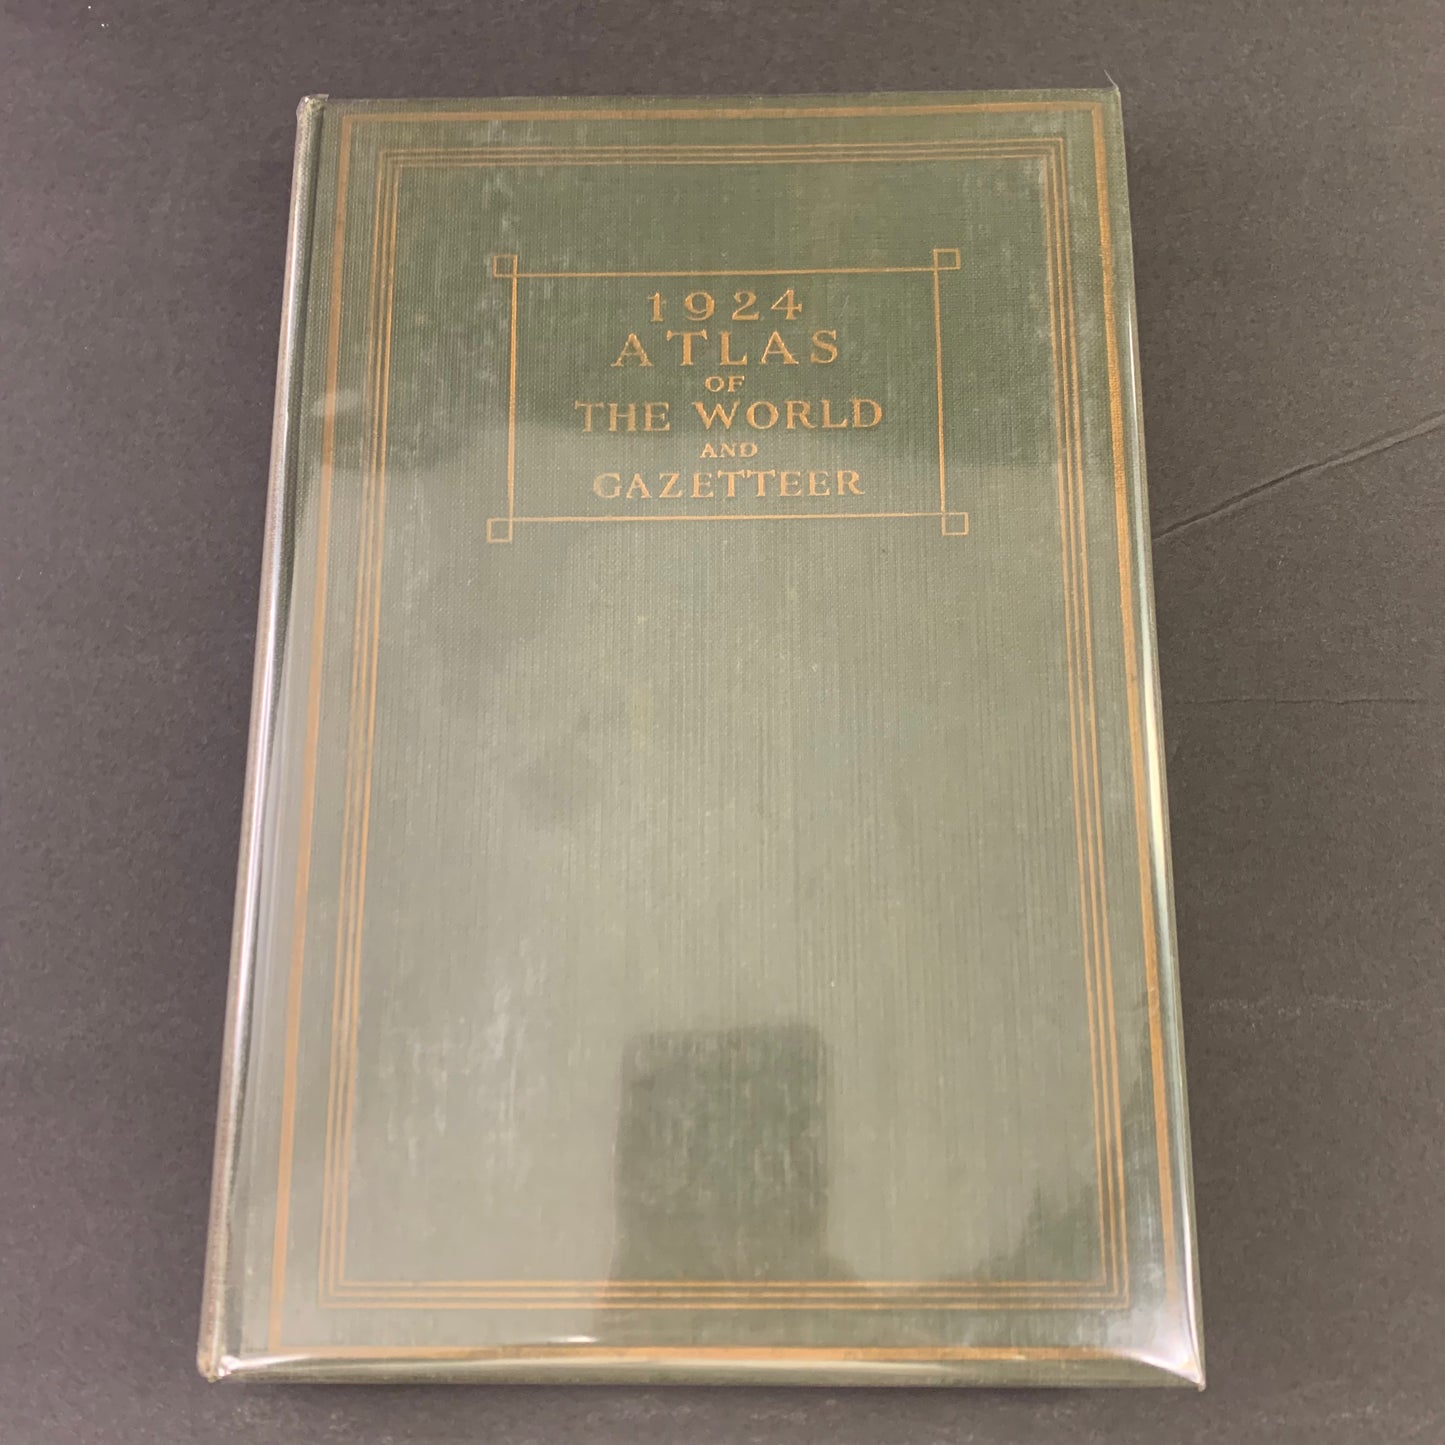 1924
ATLAS
OF
THE WORLD
AND
GAZETTEER